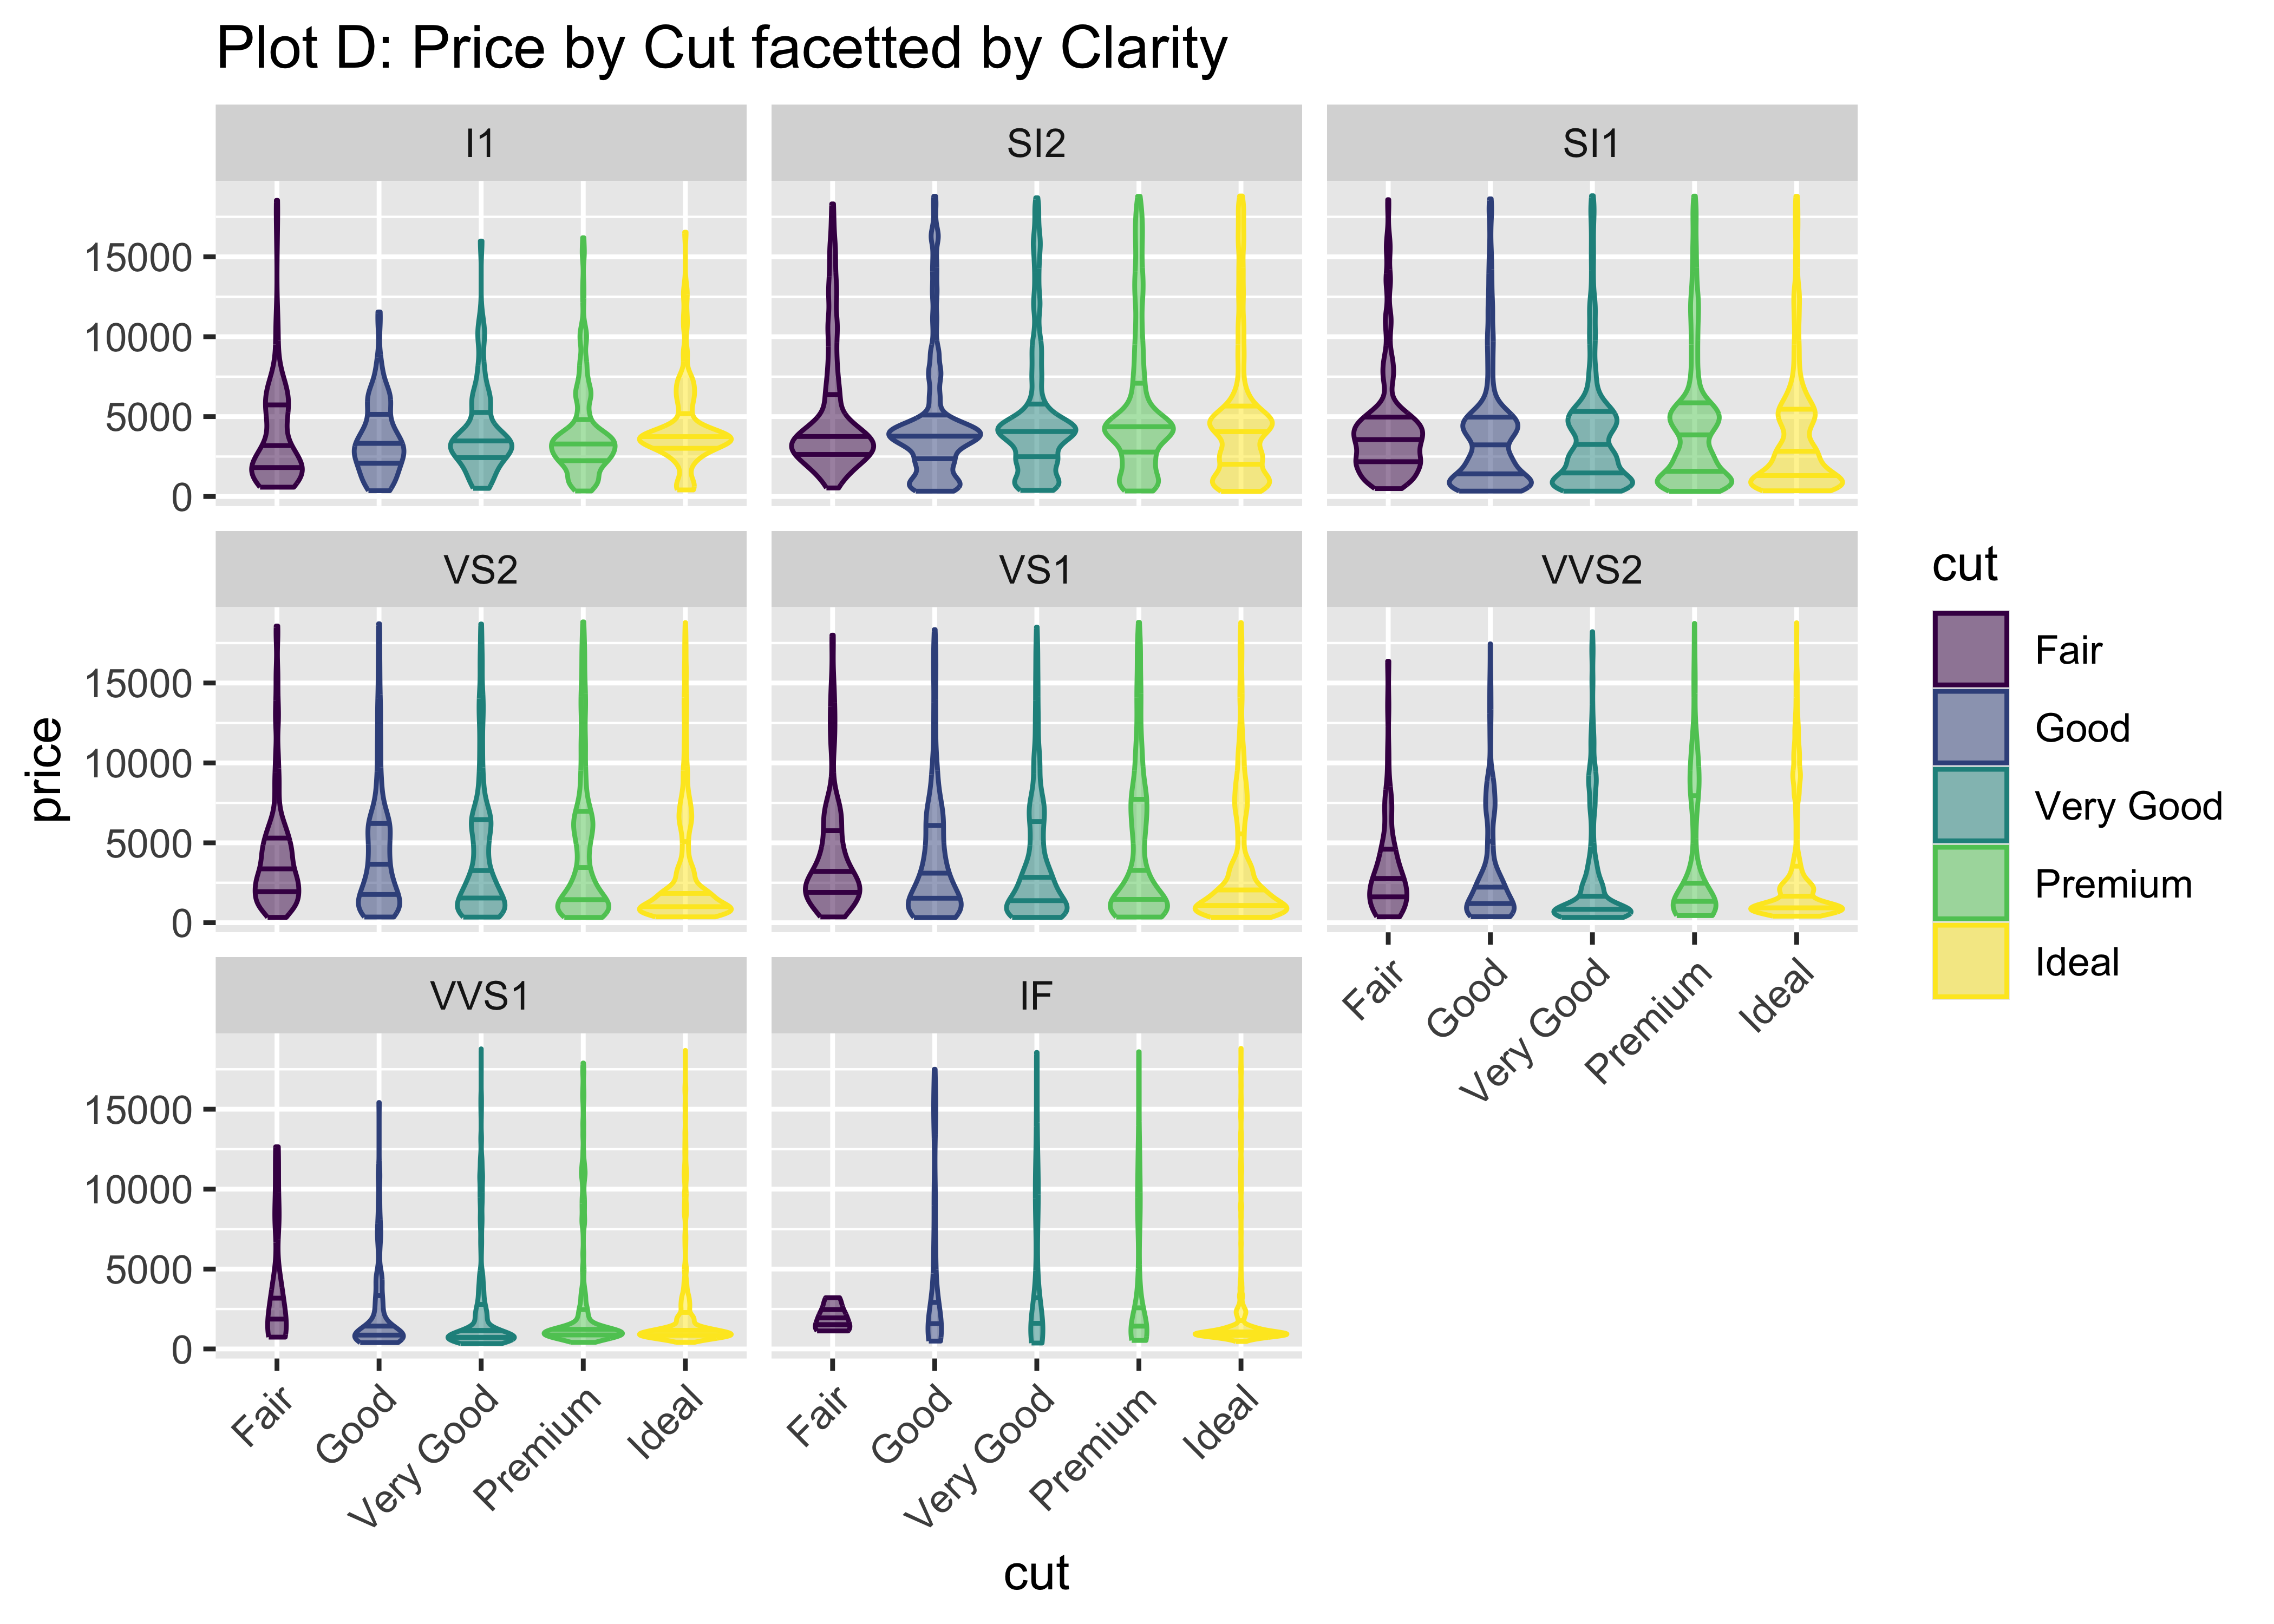 Plot D: Price by Cut facetted by Clarity
I1
SI2
SI1
15000
10000
5000
0
VS2
VS1
VVS2
15000
10000
5000
0
Fair
Good
Very Good
Premium
Ideal
VVS1
IF
15000
10000
5000
0
Fair
Good
Very Good
Premium
Ideal
Fair
Good
Very Good
Premium
Ideal
price
cut
cut
Fair
Good
Very Good
Premium
Ideal